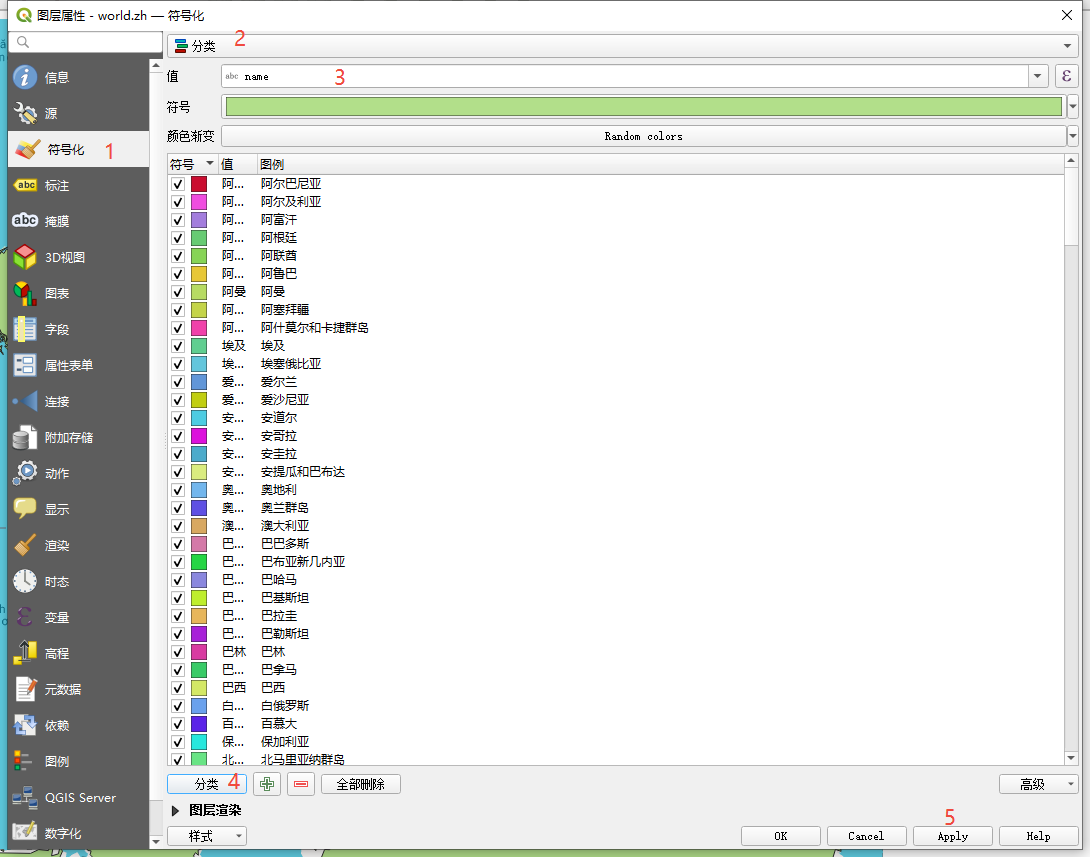 图层属性 - world.zh — 符号化
信息
源
符号化 1
标注
掩膜
3D视图
图表
字段
属性表单
连接
附加存储
动作
显示
渲染
时态
变量
高程
元数据
依赖
图例
QGIS Server
数字化
分类 2
值 abc name 3
符号
颜色渐变 Random colors
符号 值 图例
阿... 阿尔巴尼亚
阿... 阿尔及利亚
阿... 阿富汗
阿... 阿根廷
阿... 阿联酋
阿... 阿鲁巴
阿曼 阿曼
阿... 阿塞拜疆
阿... 阿什莫尔和卡捷群岛
埃及 埃及
埃... 埃塞俄比亚
爱... 爱尔兰
爱... 爱沙尼亚
安... 安道尔
安... 安哥拉
安... 安圭拉
安... 安提瓜和巴布达
奥... 奥地利
奥... 奥兰群岛
澳... 澳大利亚
巴... 巴巴多斯
巴... 巴布亚新几内亚
巴... 巴哈马
巴... 巴基斯坦
巴... 巴拉圭
巴... 巴勒斯坦
巴林 巴林
巴... 巴拿马
巴西 巴西
白... 白俄罗斯
百... 百慕大
保... 保加利亚
北... 北马里亚纳群岛
分类 4 全部删除 高级
图层渲染
样式 OK Cancel Apply 5 Help